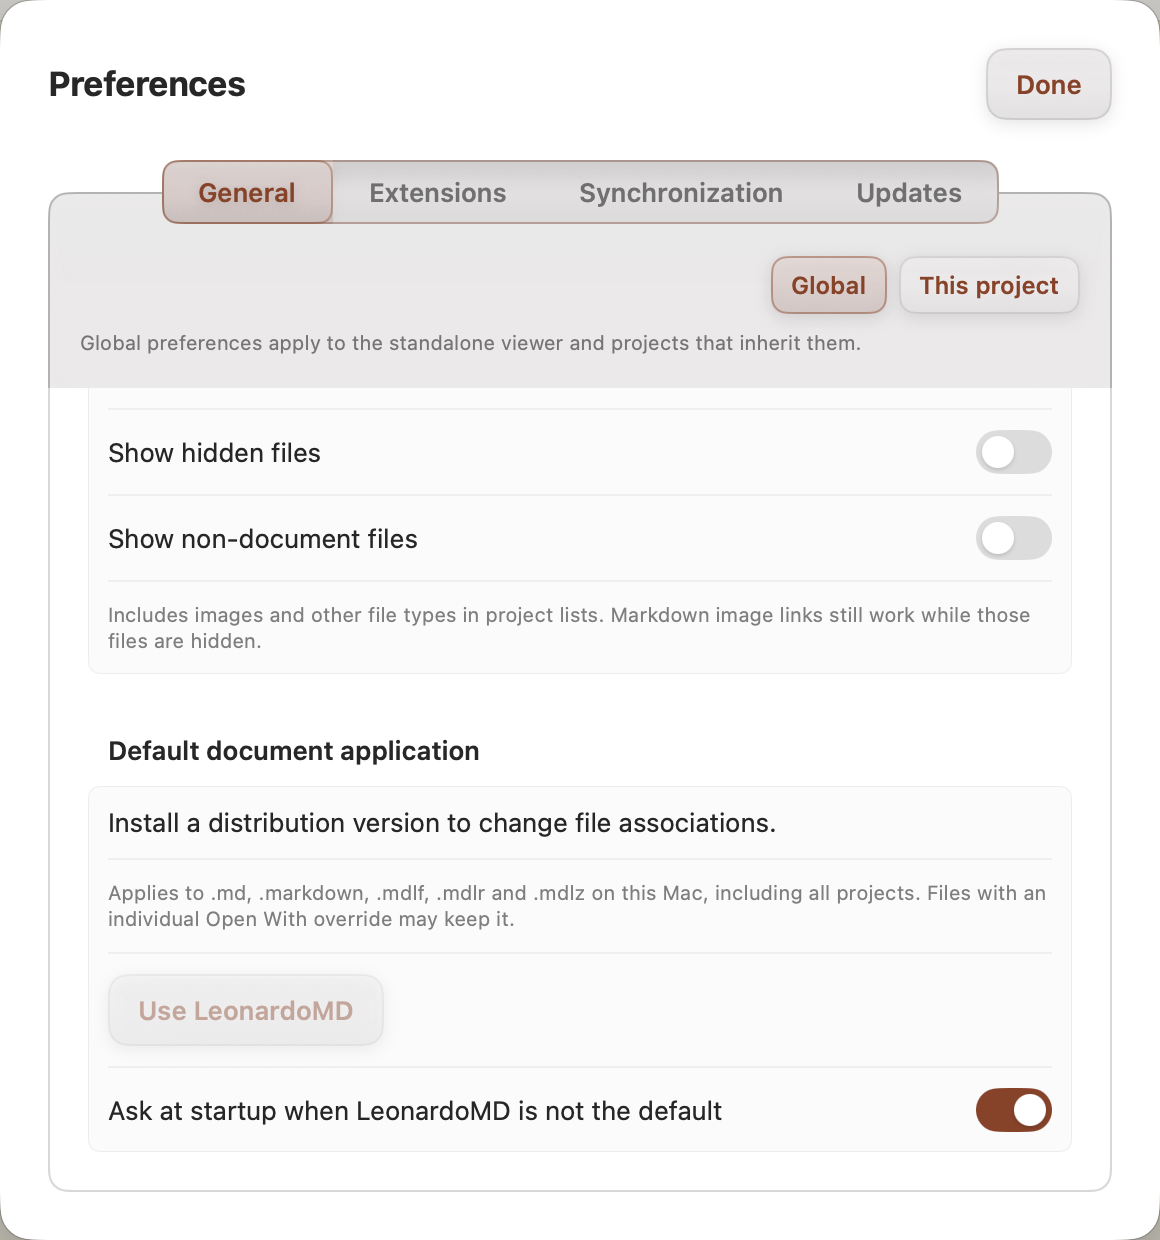 Preferences
Done
General
Extensions
Synchronization
Updates
Global
This project
Global preferences apply to the standalone viewer and projects that inherit them.
Show hidden files
Show non-document files
Includes images and other file types in project lists. Markdown image links still work while those
files are hidden.
Default document application
Install a distribution version to change file associations.
Applies to .md, .markdown, .mdlf, .mdlr and .mdlz on this Mac, including all projects. Files with an
individual Open With override may keep it.
Use LeonardoMD
Ask at startup when LeonardoMD is not the default